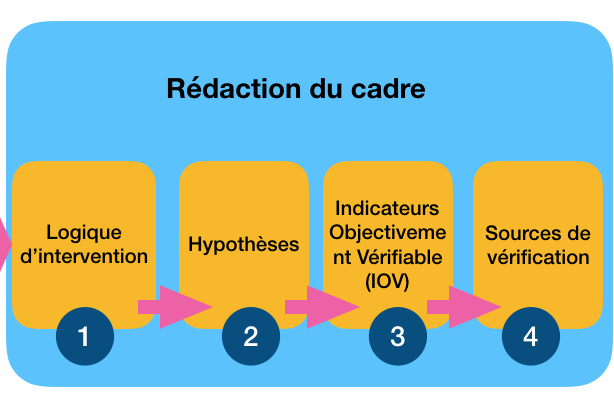 Rédaction du cadre
Logique
d’intervention
Hypothèses
Indicateurs
Objectiveme
nt Vérifiable
(IOV)
Sources de
vérification
1
2
3
4